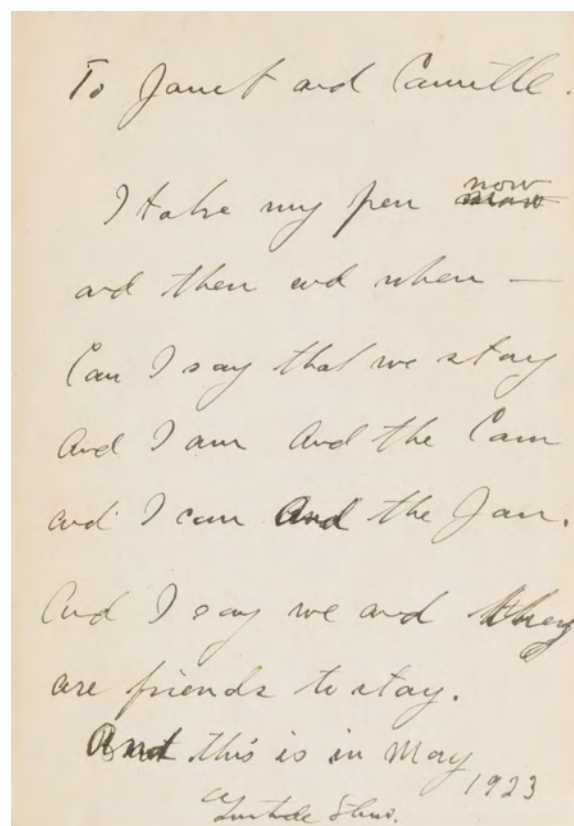 To Janet and Camille.
I take my pen now
and then and when —
Can I say that we stay
And I am And the Cam
and I can And the Jan.
And I say we and they
are friends to stay.
And this is in May
1923
Gertrude Stein.